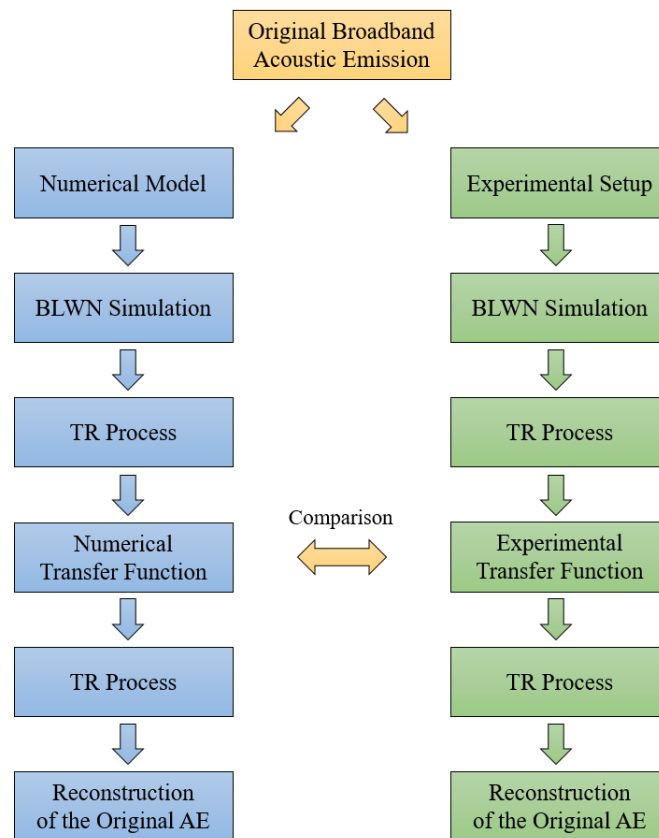 Original Broadband
Acoustic Emission
Numerical Model
Experimental Setup
BLWN Simulation
BLWN Simulation
TR Process
TR Process
Comparison
Numerical
Transfer Function
Experimental
Transfer Function
TR Process
TR Process
Reconstruction
of the Original AE
Reconstruction
of the Original AE